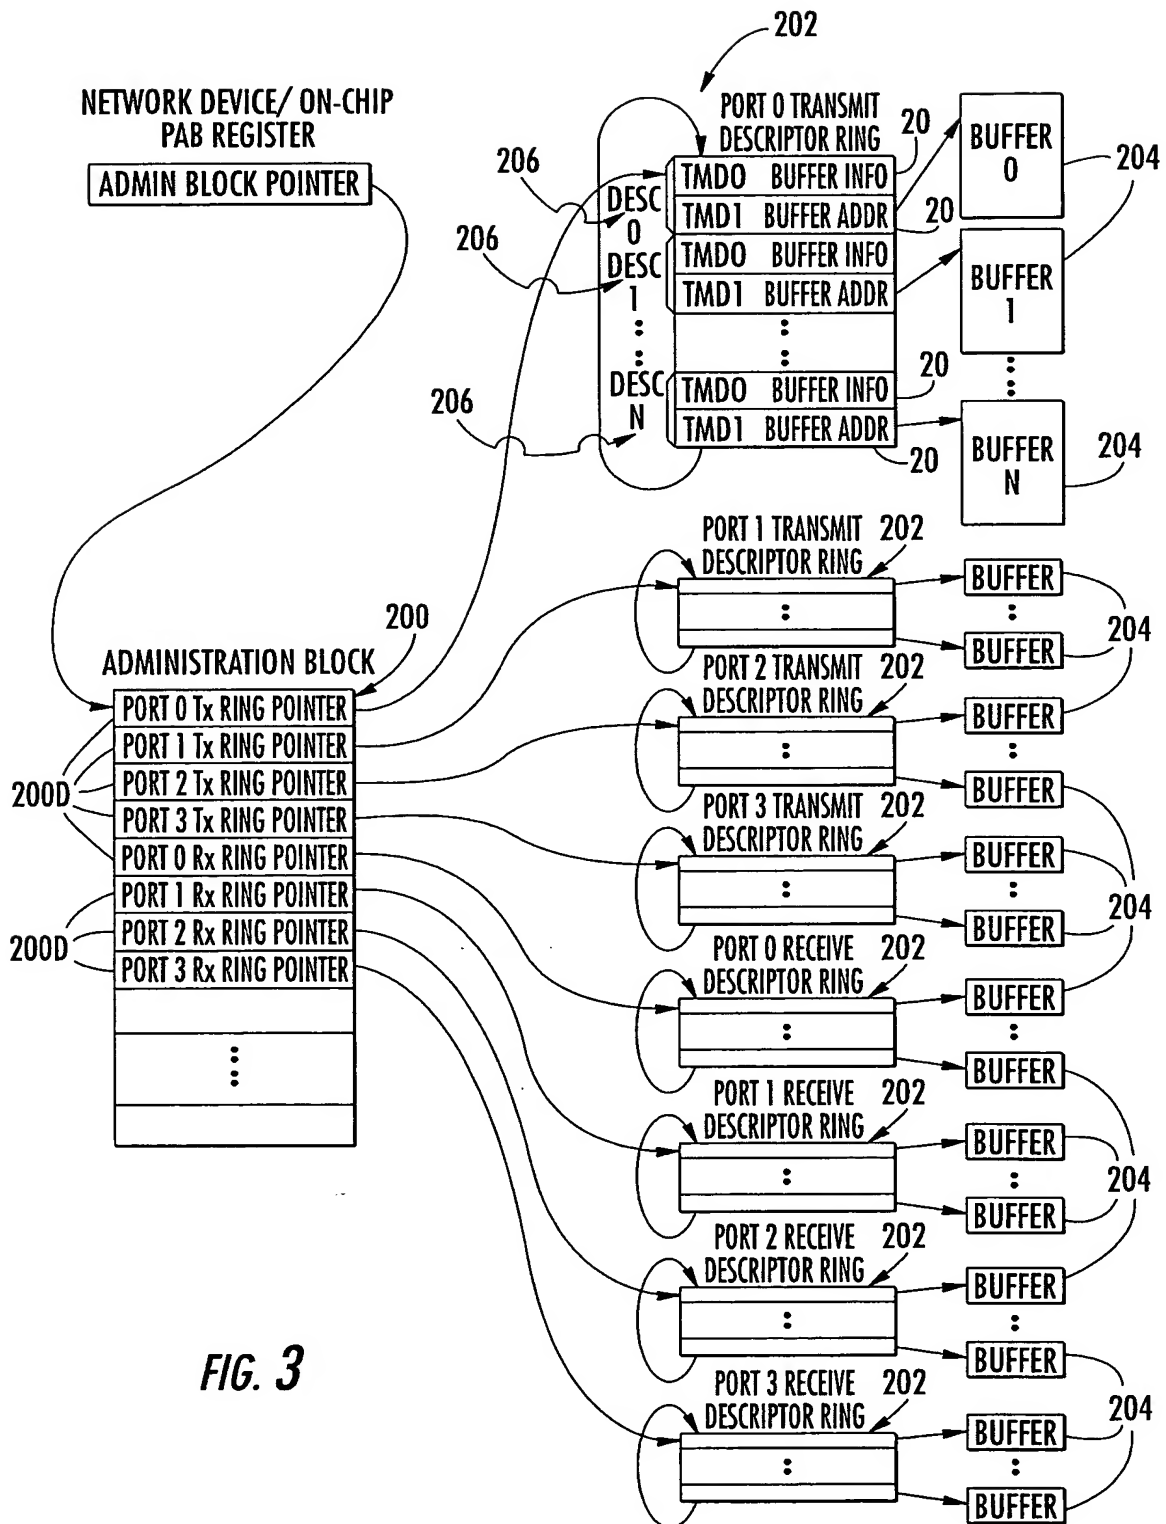 202
NETWORK DEVICE/ ON-CHIP
PAB REGISTER
ADMIN BLOCK POINTER
PORT 0 TRANSMIT
DESCRIPTOR RING
20
BUFFER
0
204
206
DESC
0
TMD0 BUFFER INFO
TMD1 BUFFER ADDR
20
206
DESC
1
TMD0 BUFFER INFO
TMD1 BUFFER ADDR
BUFFER
1
206
DESC
N
TMD0 BUFFER INFO
20
TMD1 BUFFER ADDR
20
BUFFER
N
204
PORT 1 TRANSMIT
DESCRIPTOR RING
202
BUFFER
BUFFER
204
PORT 2 TRANSMIT
DESCRIPTOR RING
202
BUFFER
BUFFER
PORT 3 TRANSMIT
DESCRIPTOR RING
202
BUFFER
BUFFER
204
PORT 0 RECEIVE
DESCRIPTOR RING
202
BUFFER
BUFFER
PORT 1 RECEIVE
DESCRIPTOR RING
202
BUFFER
BUFFER
204
PORT 2 RECEIVE
DESCRIPTOR RING
202
BUFFER
BUFFER
PORT 3 RECEIVE
DESCRIPTOR RING
202
BUFFER
BUFFER
204
ADMINISTRATION BLOCK
200
PORT 0 Tx RING POINTER
PORT 1 Tx RING POINTER
PORT 2 Tx RING POINTER
PORT 3 Tx RING POINTER
PORT 0 Rx RING POINTER
PORT 1 Rx RING POINTER
PORT 2 Rx RING POINTER
PORT 3 Rx RING POINTER
200D
200D
FIG. 3